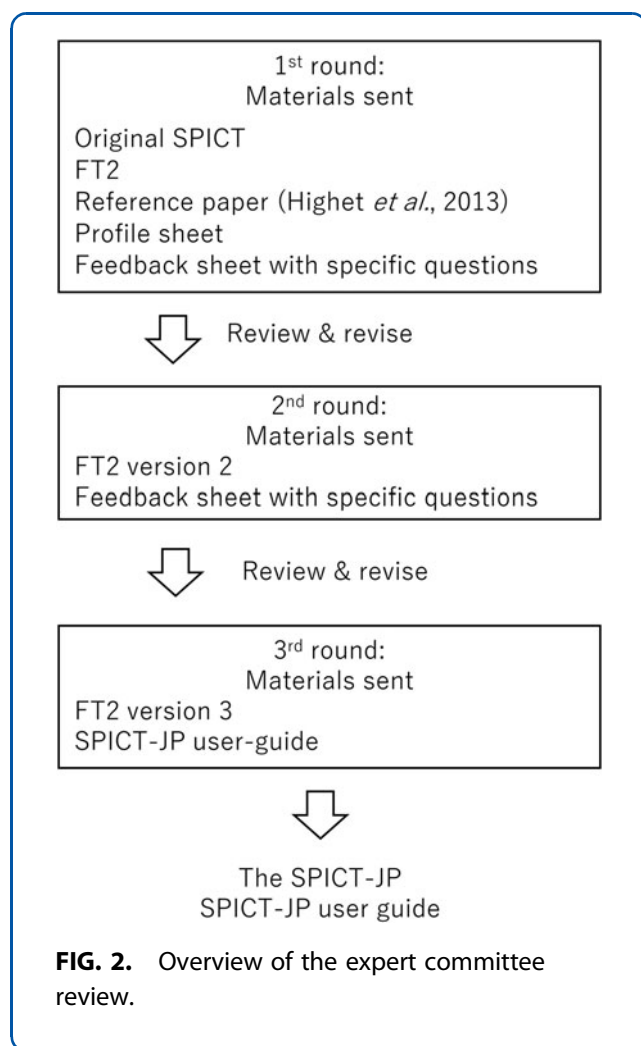 1st round:
Materials sent
Original SPICT
FT2
Reference paper (Highet et al., 2013)
Profile sheet
Feedback sheet with specific questions
Review & revise
2nd round:
Materials sent
FT2 version 2
Feedback sheet with specific questions
Review & revise
3rd round:
Materials sent
FT2 version 3
SPICT-JP user-guide
The SPICT-JP
SPICT-JP user guide
FIG. 2. Overview of the expert committee
review.